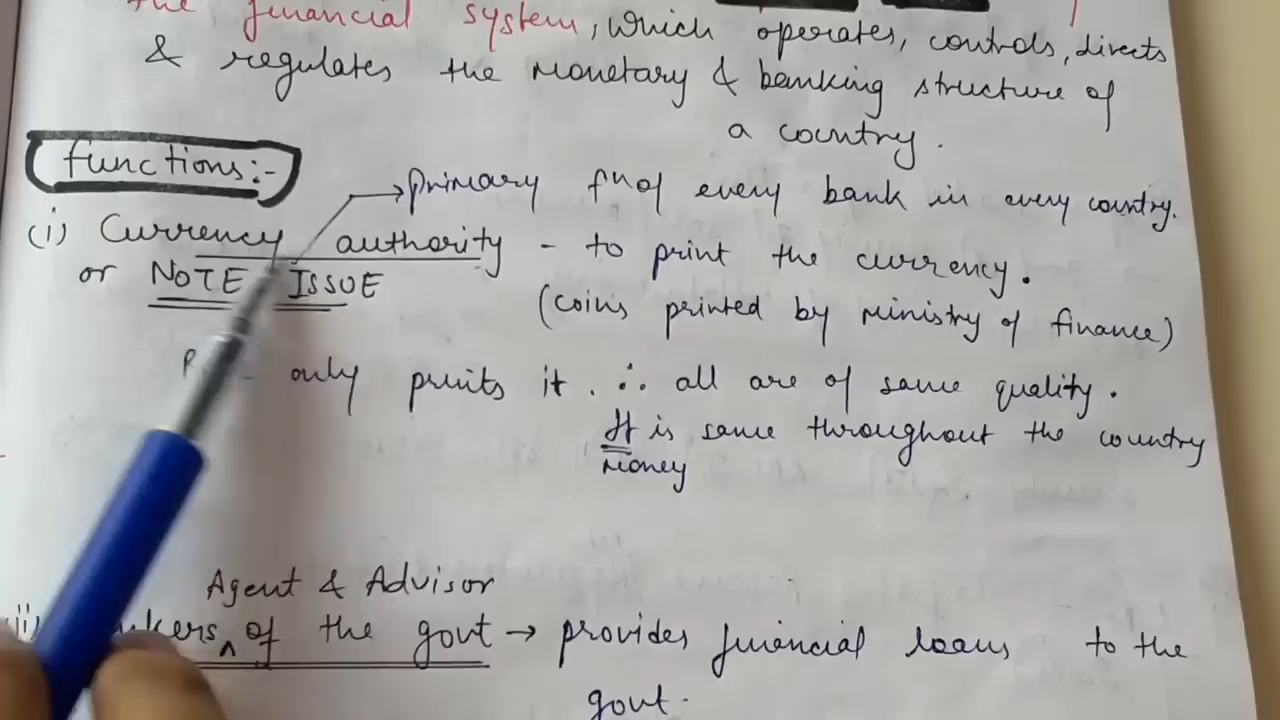 the financial system, which operates, controls, directs
& regulates the Monetary & banking structure of
a country.
functions:-
→ primary fn of every bank in every country.
(i) Currency authority - to print the currency.
or NOTE ISSUE
(Coins printed by Ministry of finance)
only prints it. ∴ all are of same quality.
It is same throughout the country
Money
Agent & Advisor
of the govt → provides financial loans to the
govt.